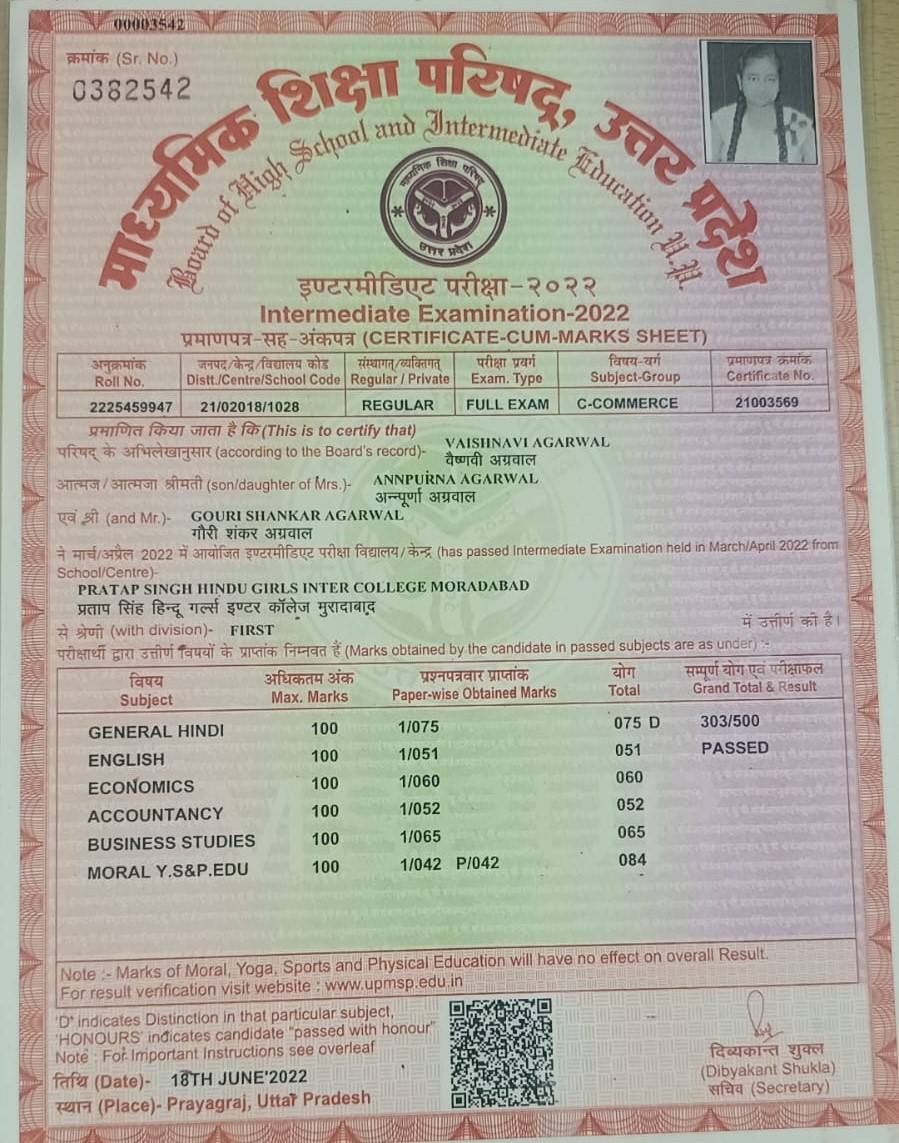 00003542
क्रमांक (Sr. No.)
0382542
माध्यमिक शिक्षा परिषद्, उत्तर प्रदेश
Board of High School and Intermediate Education U.P.
माध्यमिक शिक्षा परिषद्
उत्तर प्रदेश
इण्टरमीडिएट परीक्षा-२०२२
Intermediate Examination-2022
प्रमाणपत्र-सह-अंकपत्र (CERTIFICATE-CUM-MARKS SHEET)
अनुक्रमांक जनपद/केन्द्र/विद्यालय कोड संस्थागत/व्यक्तिगत् परीक्षा प्रवर्ग विषय-वर्ग प्रमाणपत्र क्रमांक
Roll No. Distt./Centre/School Code Regular / Private Exam. Type Subject-Group Certificate No.
2225459947 21/02018/1028 REGULAR FULL EXAM C-COMMERCE 21003569
प्रमाणित किया जाता है कि (This is to certify that)
परिषद् के अभिलेखानुसार (according to the Board's record)- VAISHNAVI AGARWAL
वैष्णवी अग्रवाल
आत्मज/आत्मजा श्रीमती (son/daughter of Mrs.)- ANNPURNA AGARWAL
अन्नपूर्णा अग्रवाल
एवं श्री (and Mr.)- GOURI SHANKAR AGARWAL
गौरी शंकर अग्रवाल
ने मार्च/अप्रैल 2022 में आयोजित इण्टरमीडिएट परीक्षा विद्यालय/केन्द्र (has passed Intermediate Examination held in March/April 2022 from
School/Centre)-
PRATAP SINGH HINDU GIRLS INTER COLLEGE MORADABAD
प्रताप सिंह हिन्दू गर्ल्स इण्टर कॉलेज मुरादाबाद
से श्रेणी (with division)- FIRST में उत्तीर्ण की है।
परीक्षार्थी द्वारा उत्तीर्ण विषयों के प्राप्तांक निम्नवत हैं (Marks obtained by the candidate in passed subjects are as under) :-
विषय अधिकतम अंक प्रश्नपत्रवार प्राप्तांक योग सम्पूर्ण योग एवं परीक्षाफल
Subject Max. Marks Paper-wise Obtained Marks Total Grand Total & Result
GENERAL HINDI 100 1/075 075 D 303/500
ENGLISH 100 1/051 051 PASSED
ECONOMICS 100 1/060 060
ACCOUNTANCY 100 1/052 052
BUSINESS STUDIES 100 1/065 065
MORAL Y.S&P.EDU 100 1/042 P/042 084
Note :- Marks of Moral, Yoga, Sports and Physical Education will have no effect on overall Result.
For result verification visit website : www.upmsp.edu.in
'D' indicates Distinction in that particular subject,
'HONOURS' indicates candidate "passed with honour"
Note : For Important Instructions see overleaf
तिथि (Date)- 18TH JUNE'2022
स्थान (Place)- Prayagraj, Uttar Pradesh
दिब्यकान्त शुक्ल
(Dibyakant Shukla)
सचिव (Secretary)